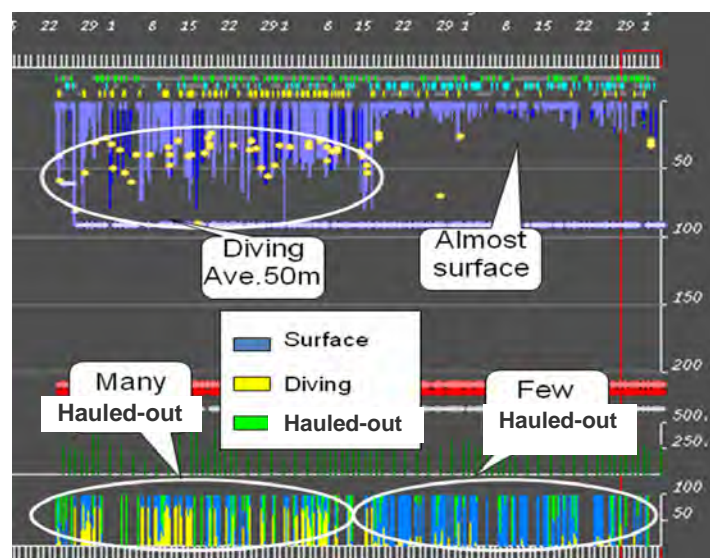 22 29 1 8 15 22 29 1 8 15 22 29 1 8 15 22 29 1
50
100
150
200
500.
250.
100
50
Diving
Ave.50m
Almost
surface
Surface
Diving
Hauled-out
Many
Hauled-out
Few
Hauled-out